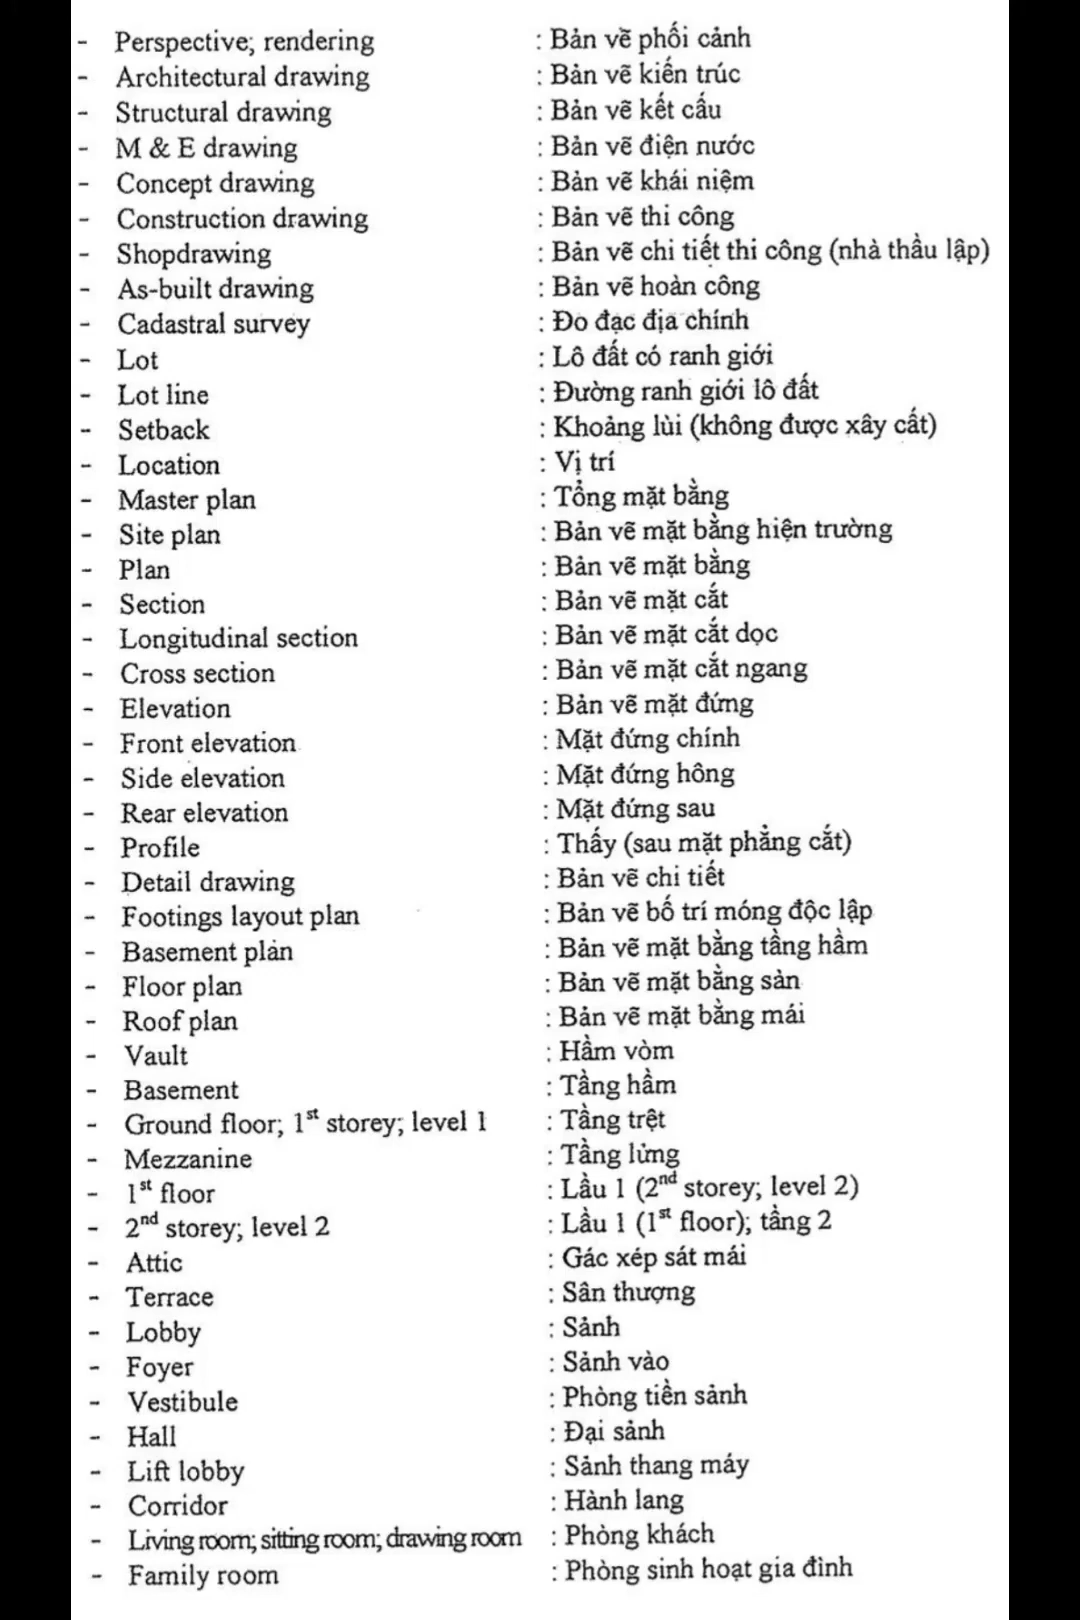 - Perspective; rendering : Bản vẽ phối cảnh
- Architectural drawing : Bản vẽ kiến trúc
- Structural drawing : Bản vẽ kết cấu
- M & E drawing : Bản vẽ điện nước
- Concept drawing : Bản vẽ khái niệm
- Construction drawing : Bản vẽ thi công
- Shopdrawing : Bản vẽ chi tiết thi công (nhà thầu lập)
- As-built drawing : Bản vẽ hoàn công
- Cadastral survey : Đo đạc địa chính
- Lot : Lô đất có ranh giới
- Lot line : Đường ranh giới lô đất
- Setback : Khoảng lùi (không được xây cất)
- Location : Vị trí
- Master plan : Tổng mặt bằng
- Site plan : Bản vẽ mặt bằng hiện trường
- Plan : Bản vẽ mặt bằng
- Section : Bản vẽ mặt cắt
- Longitudinal section : Bản vẽ mặt cắt dọc
- Cross section : Bản vẽ mặt cắt ngang
- Elevation : Bản vẽ mặt đứng
- Front elevation : Mặt đứng chính
- Side elevation : Mặt đứng hông
- Rear elevation : Mặt đứng sau
- Profile : Thấy (sau mặt phẳng cắt)
- Detail drawing : Bản vẽ chi tiết
- Footings layout plan : Bản vẽ bố trí móng độc lập
- Basement plan : Bản vẽ mặt bằng tầng hầm
- Floor plan : Bản vẽ mặt bằng sàn
- Roof plan : Bản vẽ mặt bằng mái
- Vault : Hầm vòm
- Basement : Tầng hầm
- Ground floor; 1st storey; level 1 : Tầng trệt
- Mezzanine : Tầng lửng
- 1st floor : Lầu 1 (2nd storey; level 2)
- 2nd storey; level 2 : Lầu 1 (1st floor); tầng 2
- Attic : Gác xép sát mái
- Terrace : Sân thượng
- Lobby : Sảnh
- Foyer : Sảnh vào
- Vestibule : Phòng tiền sảnh
- Hall : Đại sảnh
- Lift lobby : Sảnh thang máy
- Corridor : Hành lang
- Living room; sitting room; drawing room : Phòng khách
- Family room : Phòng sinh hoạt gia đình